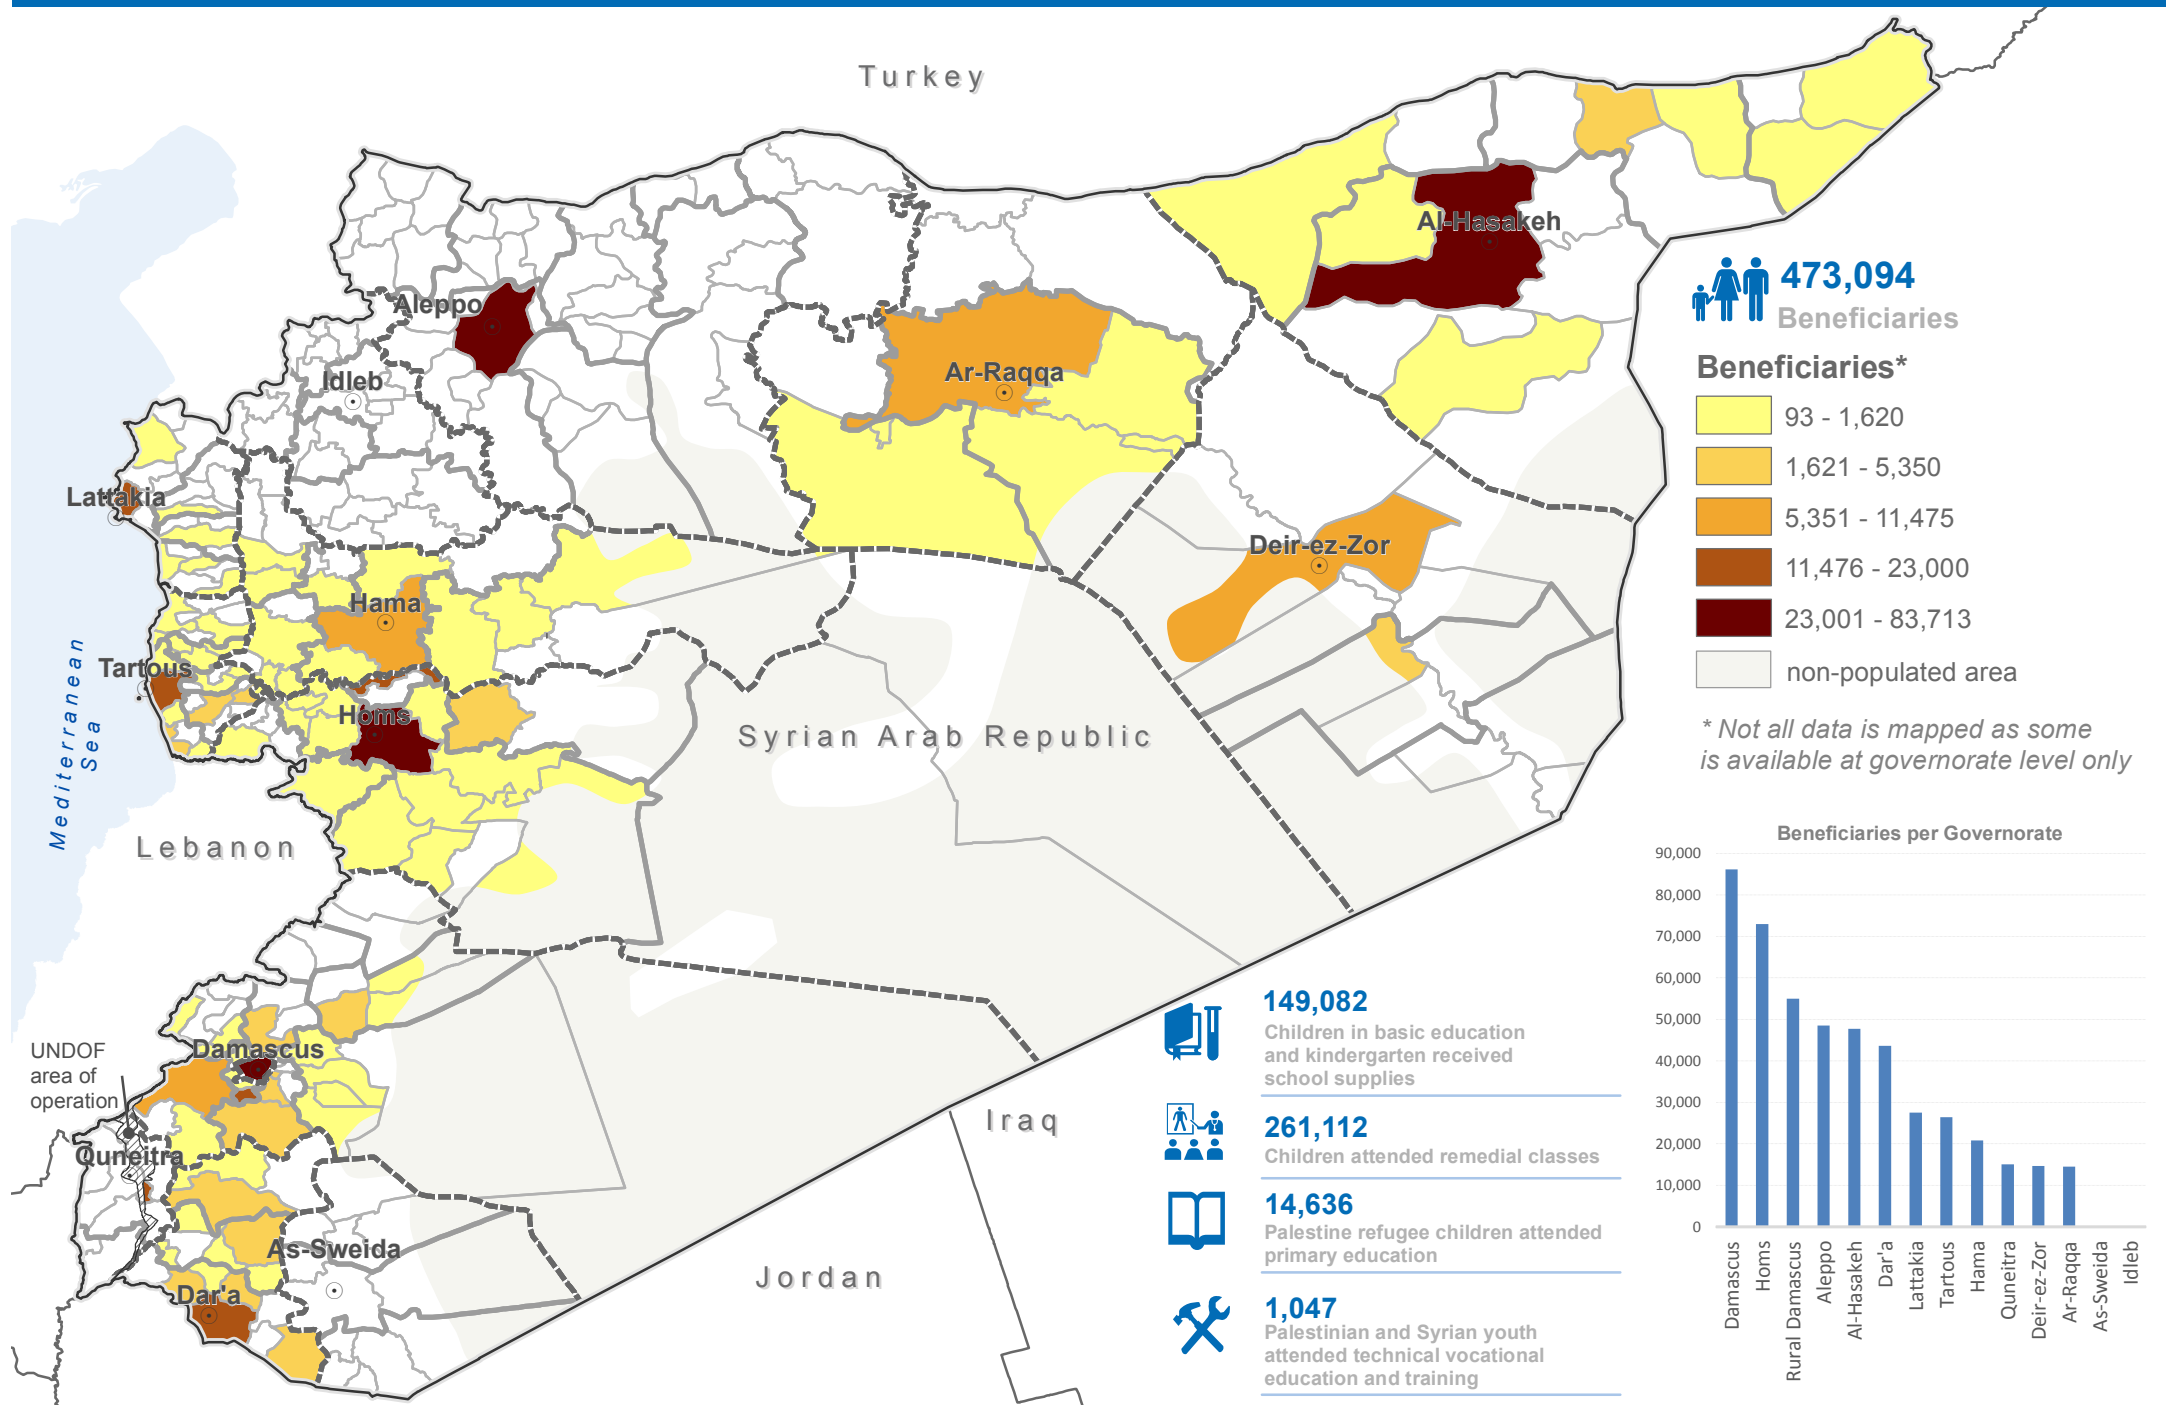 Turkey
Al-Hasakeh
Aleppo
Idleb
Ar-Raqqa
Lattakia
Deir-ez-Zor
Hama
Tartous
Homs
Mediterranean
Sea
Syrian Arab Republic
Lebanon
UNDOF
area of
operation
Damascus
Quneitra
As-Sweida
Dar'a
Iraq
Jordan
473,094
Beneficiaries
Beneficiaries*
93 - 1,620
1,621 - 5,350
5,351 - 11,475
11,476 - 23,000
23,001 - 83,713
non-populated area
* Not all data is mapped as some
is available at governorate level only
149,082
Children in basic education
and kindergarten received
school supplies
261,112
Children attended remedial classes
14,636
Palestine refugee children attended
primary education
1,047
Palestinian and Syrian youth
attended technical vocational
education and training
Beneficiaries per Governorate
90,000
80,000
70,000
60,000
50,000
40,000
30,000
20,000
10,000
0
Damascus
Homs
Rural Damascus
Aleppo
Al-Hasakeh
Dar'a
Lattakia
Tartous
Hama
Quneitra
Deir-ez-Zor
Ar-Raqqa
As-Sweida
Idleb